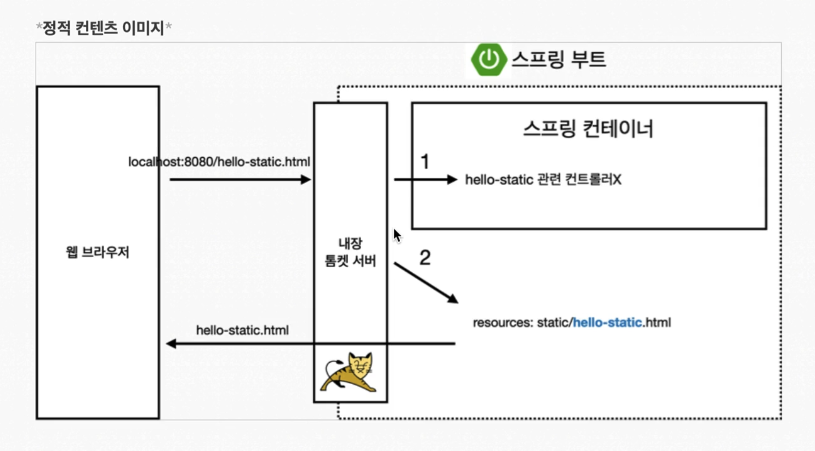 *정적 컨텐츠 이미지*
스프링 부트
스프링 컨테이너
localhost:8080/hello-static.html
1
hello-static 관련 컨트롤러X
웹 브라우저
내장
톰켓 서버
2
resources: static/hello-static.html
hello-static.html